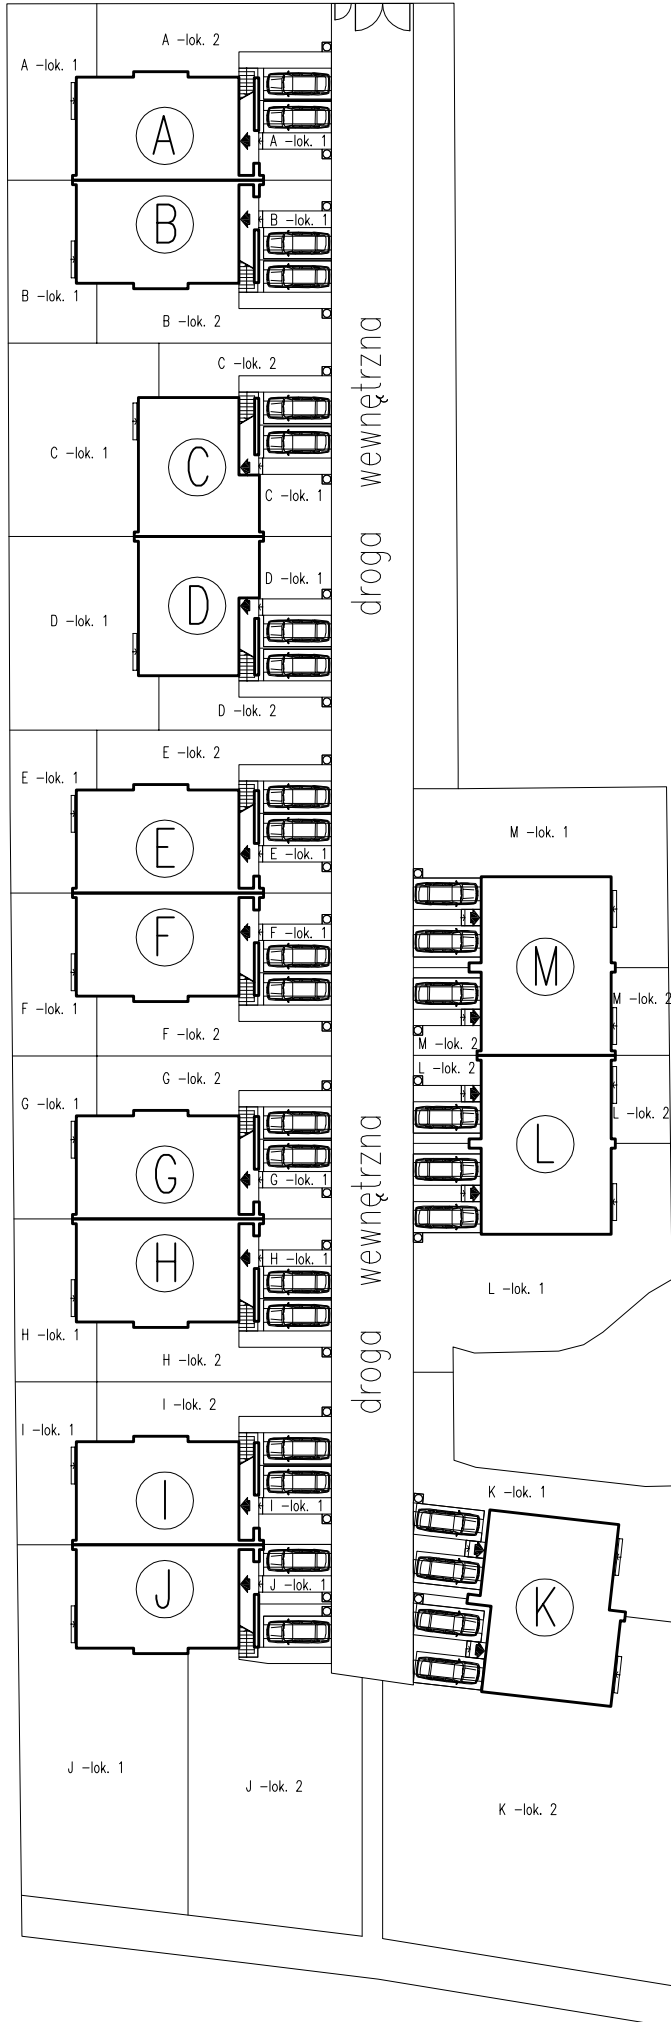 A –lok. 2
A –lok. 1
A
A –lok. 1
B –lok. 1
B
B –lok. 1
B –lok. 2
droga wewnętrzna
C –lok. 2
C –lok. 1
C
C –lok. 1
D –lok. 1
D
D –lok. 1
D –lok. 2
E –lok. 2
E –lok. 1
E
E –lok. 1
F –lok. 1
F
F –lok. 1
F –lok. 2
M –lok. 1
M
M –lok. 2
M –lok. 2
L –lok. 2
L –lok. 2
L
L –lok. 1
G –lok. 2
G –lok. 1
G
G –lok. 1
droga wewnętrzna
H –lok. 1
H
H –lok. 1
H –lok. 2
I –lok. 2
I –lok. 1
I
I –lok. 1
J
J –lok. 1
K –lok. 1
K
J –lok. 1
J –lok. 2
K –lok. 2